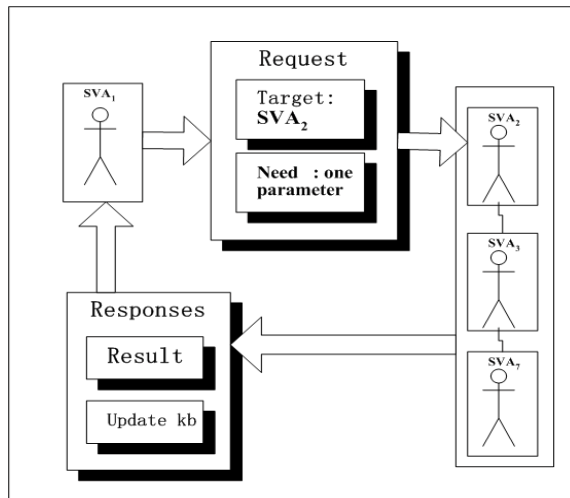 SVA1
Request
Target:
SVA2
Need : one
parameter
SVA2
SVA3
SVA7
Responses
Result
Update kb